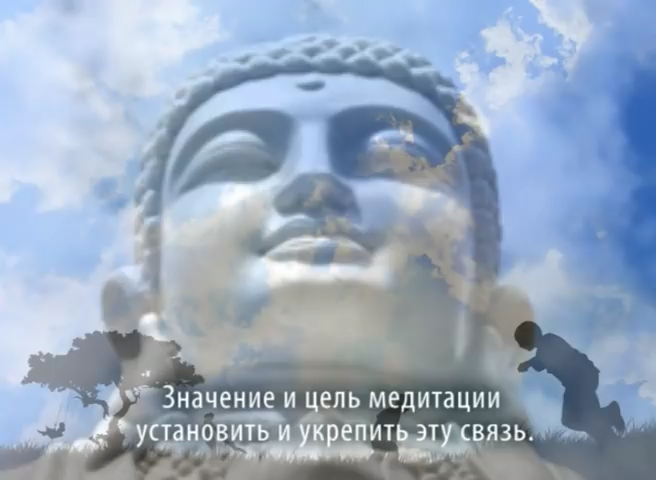 Значение и цель медитации
установить и укрепить эту связь.